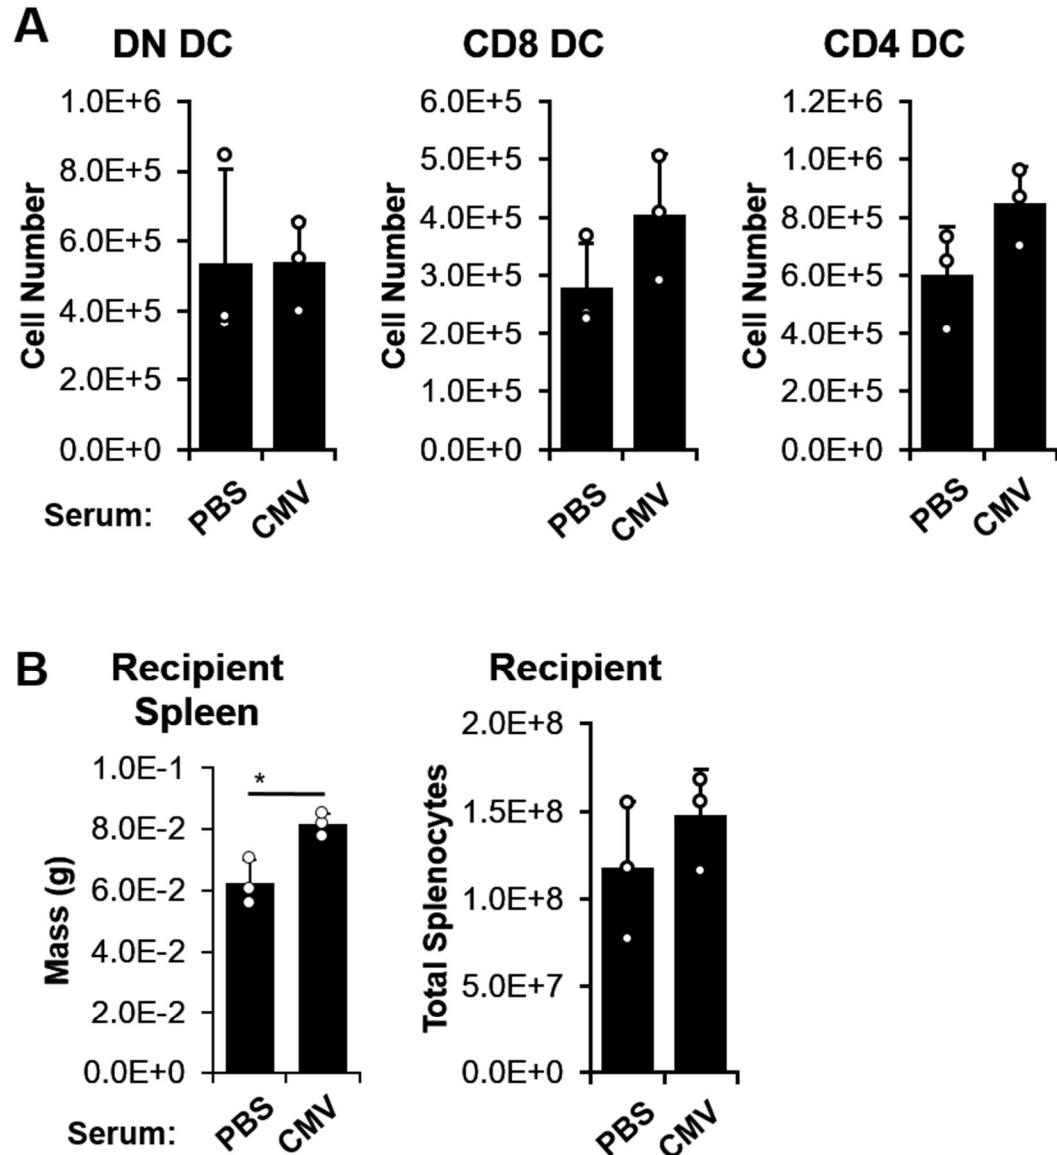 A
DN DC
CD8 DC
CD4 DC
Cell Number
1.0E+6
8.0E+5
6.0E+5
4.0E+5
2.0E+5
0.0E+0
Cell Number
6.0E+5
5.0E+5
4.0E+5
3.0E+5
2.0E+5
1.0E+5
0.0E+0
Cell Number
1.2E+6
1.0E+6
8.0E+5
6.0E+5
4.0E+5
2.0E+5
0.0E+0
Serum:
PBS
CMV
PBS
CMV
PBS
CMV
B
Recipient
Spleen
Recipient
Mass (g)
1.0E-1
8.0E-2
6.0E-2
4.0E-2
2.0E-2
0.0E+0
*
Total Splenocytes
2.0E+8
1.5E+8
1.0E+8
5.0E+7
0.0E+0
Serum:
PBS
CMV
PBS
CMV